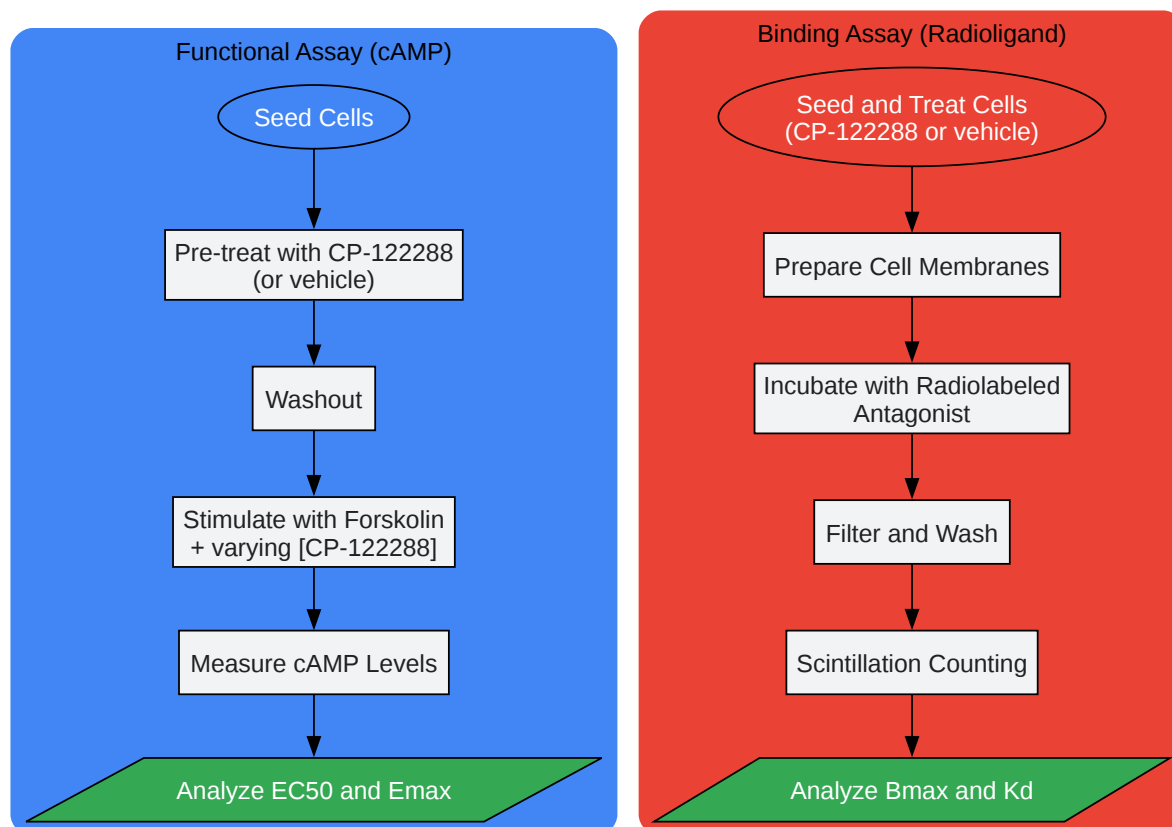 Functional Assay (cAMP)
Seed Cells
Pre-treat with CP-122288
(or vehicle)
Washout
Stimulate with Forskolin
+ varying [CP-122288]
Measure cAMP Levels
Analyze EC50 and Emax
Binding Assay (Radioligand)
Seed and Treat Cells
(CP-122288 or vehicle)
Prepare Cell Membranes
Incubate with Radiolabeled
Antagonist
Filter and Wash
Scintillation Counting
Analyze Bmax and Kd